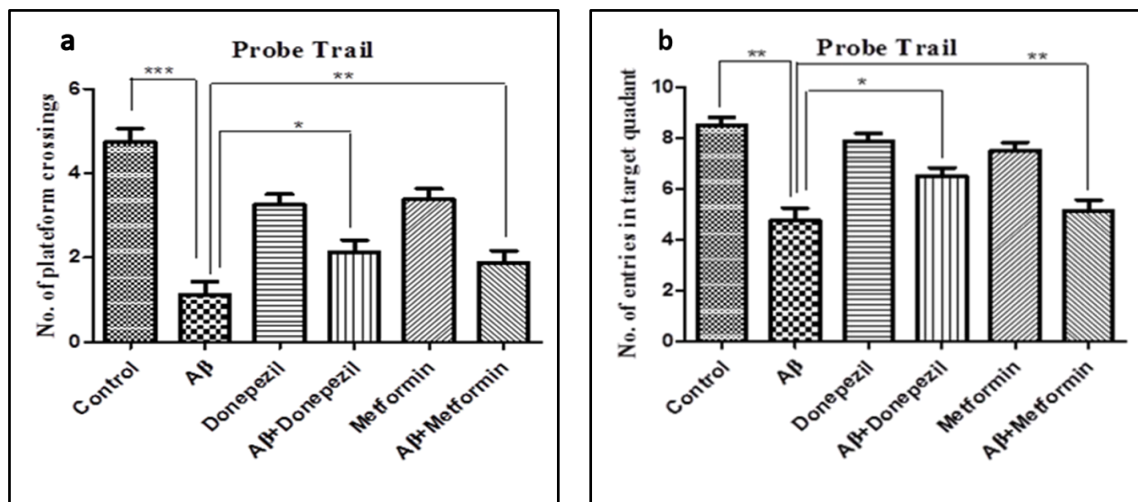 a
Probe Trail
***
**
*
No. of plateform crossings
6
4
2
0
Control
Aβ
Donepezil
Aβ+Donepezil
Metformin
Aβ+Metformin
b
Probe Trail
**
**
*
No. of entries in target quadant
10
8
6
4
2
0
Control
Aβ
Donepezil
Aβ+Donepezil
Metformin
Aβ+Metformin